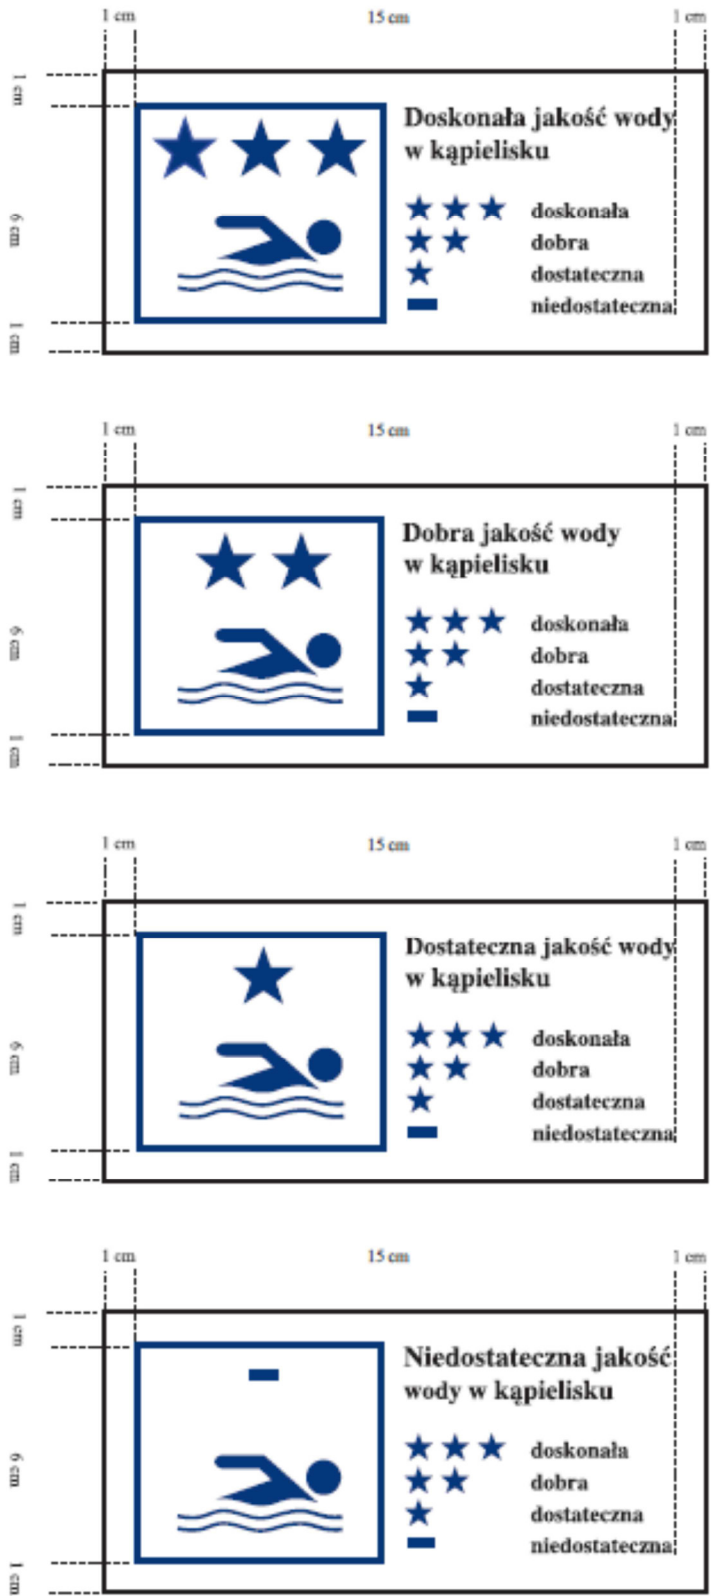 1 cm 15 cm 1 cm
1 cm
Doskonała jakość wody
w kąpielisku
6 cm
doskonała
dobra
dostateczna
niedostateczna
1 cm
1 cm 15 cm 1 cm
1 cm
Dobra jakość wody
w kąpielisku
6 cm
doskonała
dobra
dostateczna
niedostateczna
1 cm
1 cm 15 cm 1 cm
1 cm
Dostateczna jakość wody
w kąpielisku
6 cm
doskonała
dobra
dostateczna
niedostateczna
1 cm
1 cm 15 cm 1 cm
1 cm
Niedostateczna jakość
wody w kąpielisku
6 cm
doskonała
dobra
dostateczna
niedostateczna
1 cm